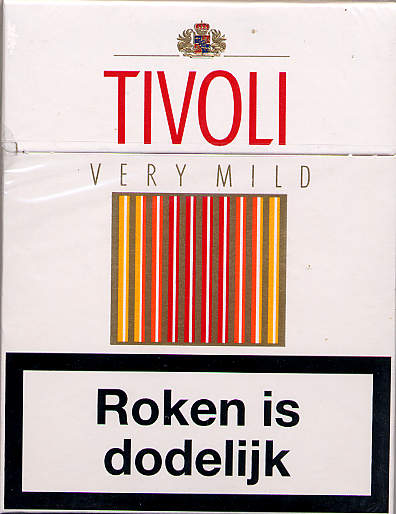 TIVOLI
VERY MILD
Roken is
dodelijk